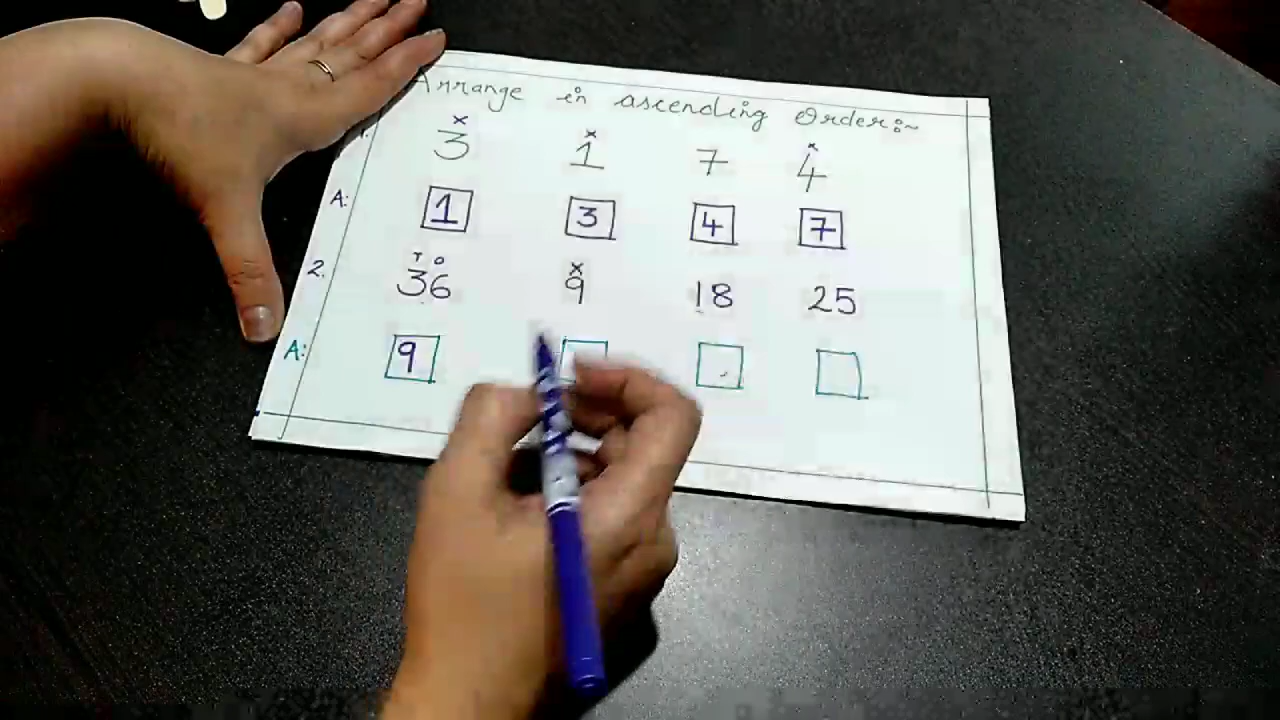 Arrange in ascending Order:~
1. 3 1 7 4
A: 1 3 4 7
2. 36 9 18 25
A: 9